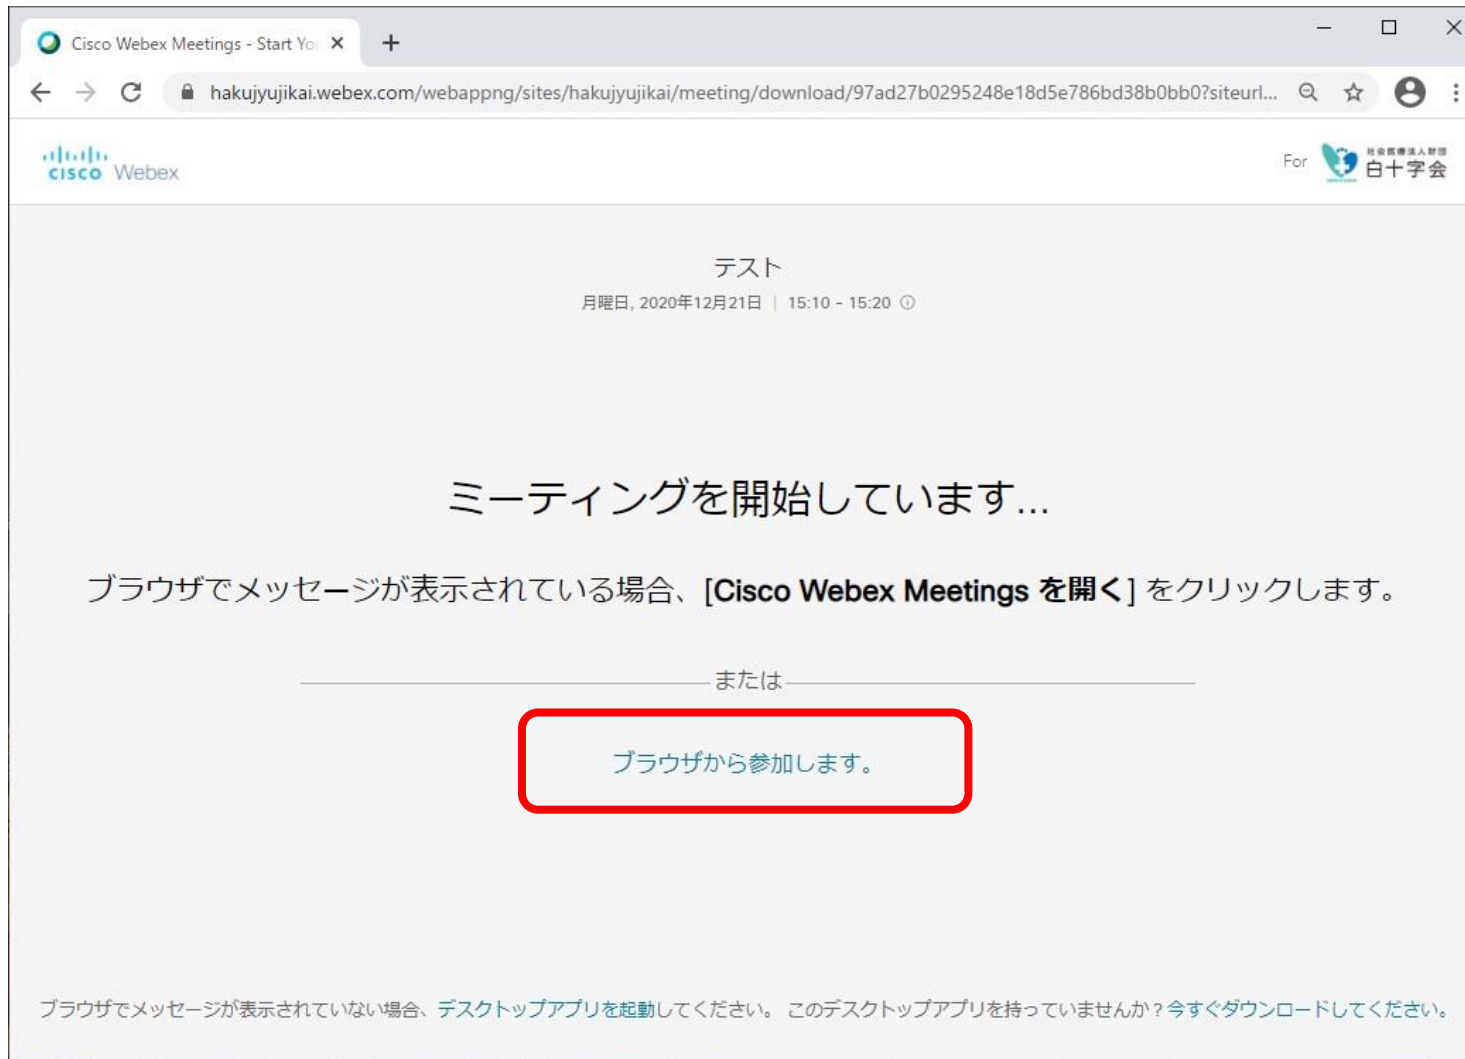 Cisco Webex Meetings - Start Yo
hakujyujikai.webex.com/webappng/sites/hakujyujikai/meeting/download/97ad27b0295248e18d5e786bd38b0bb0?siteurl...
CISCO Webex
For 社会医療法人財団
白十字会
テスト
月曜日, 2020年12月21日 | 15:10 - 15:20
ミーティングを開始しています...
ブラウザでメッセージが表示されている場合、[Cisco Webex Meetings を開く] をクリックします。
または
ブラウザから参加します。
ブラウザでメッセージが表示されていない場合、デスクトップアプリを起動してください。 このデスクトップアプリを持っていませんか？今すぐダウンロードしてください。